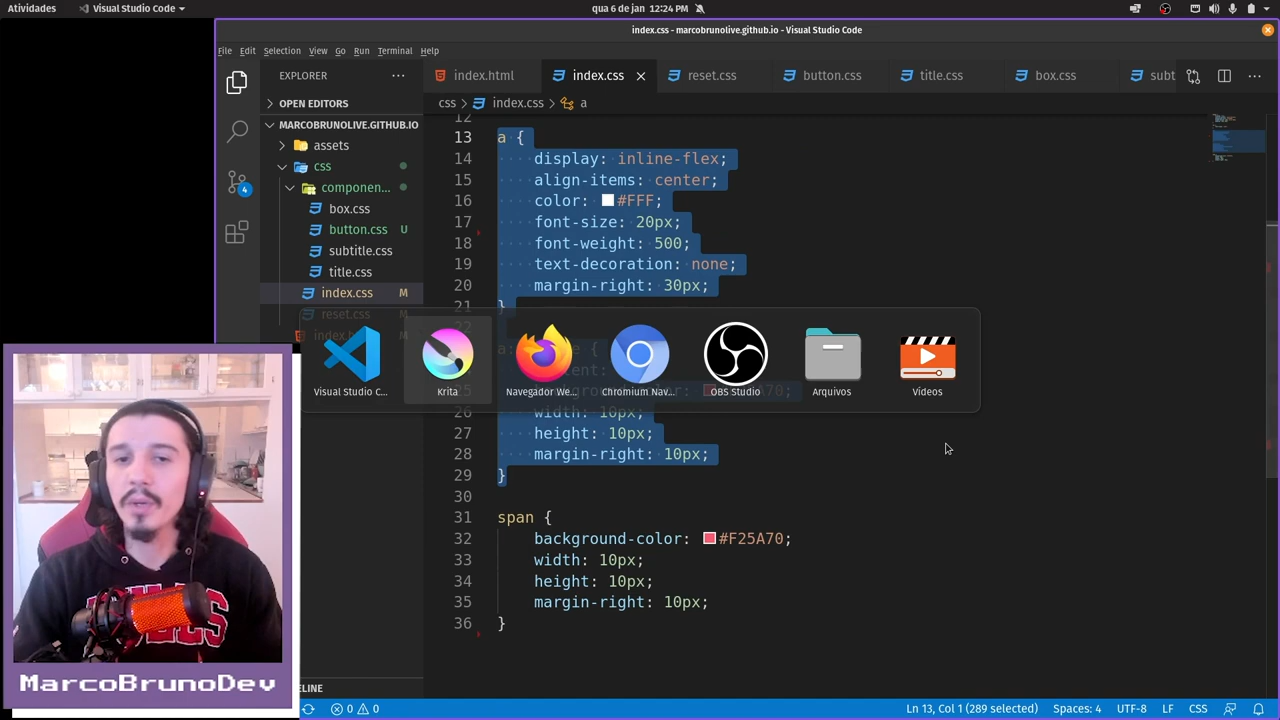 Atividades
Visual Studio Code
qua 6 de jan 12:24 PM
index.css - marcobrunolive.github.io - Visual Studio Code
File Edit Selection View Go Run Terminal Help
EXPLORER
index.html
index.css
reset.css
button.css
title.css
box.css
subt
OPEN EDITORS
MARCOBRUNOLIVE.GITHUB.IO
assets
css
componen...
box.css
button.css U
subtitle.css
title.css
index.css M
reset.css M
css > index.css > a
12
13 a {
14 display: inline-flex;
15 align-items: center;
16 color: #FFF;
17 font-size: 20px;
18 font-weight: 500;
19 text-decoration: none;
20 margin-right: 30px;
21 }
26 width: 10px;
27 height: 10px;
28 margin-right: 10px;
29 }
30
31 span {
32 background-color: #F25A70;
33 width: 10px;
34 height: 10px;
35 margin-right: 10px;
36 }
Visual Studio C...
Krita
Navegador We...
Chromium Nav...
OBS Studio
Arquivos
Vídeos
4
MarcoBrunoDev
LINE
0 0
Ln 13, Col 1 (289 selected)
Spaces: 4
UTF-8
LF
CSS